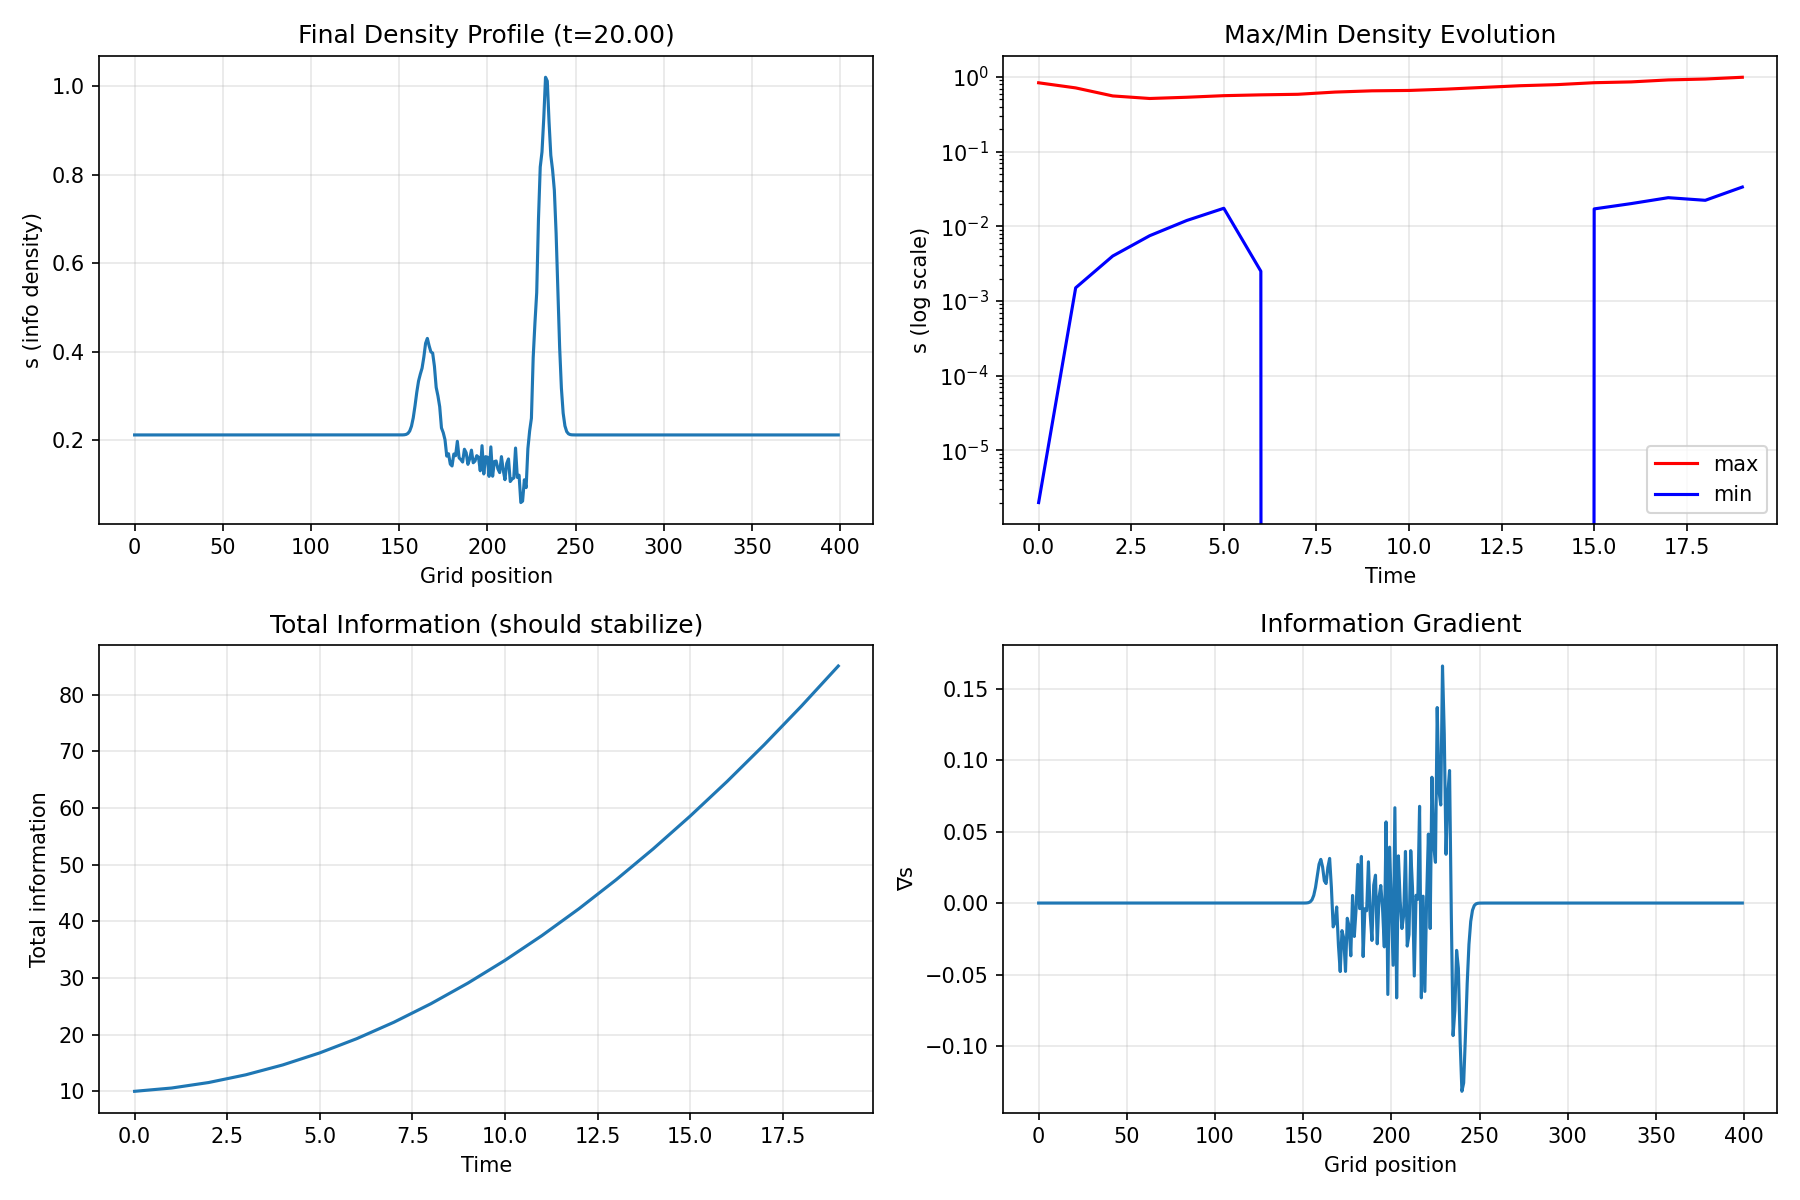 Final Density Profile (t=20.00)
s (info density)
1.0
0.8
0.6
0.4
0.2
0 50 100 150 200 250 300 350 400
Grid position
Max/Min Density Evolution
s (log scale)
10⁰
10⁻¹
10⁻²
10⁻³
10⁻⁴
10⁻⁵
max
min
0.0 2.5 5.0 7.5 10.0 12.5 15.0 17.5
Time
Total Information (should stabilize)
Total information
80
70
60
50
40
30
20
10
0.0 2.5 5.0 7.5 10.0 12.5 15.0 17.5
Time
Information Gradient
∇s
0.15
0.10
0.05
0.00
−0.05
−0.10
0 50 100 150 200 250 300 350 400
Grid position